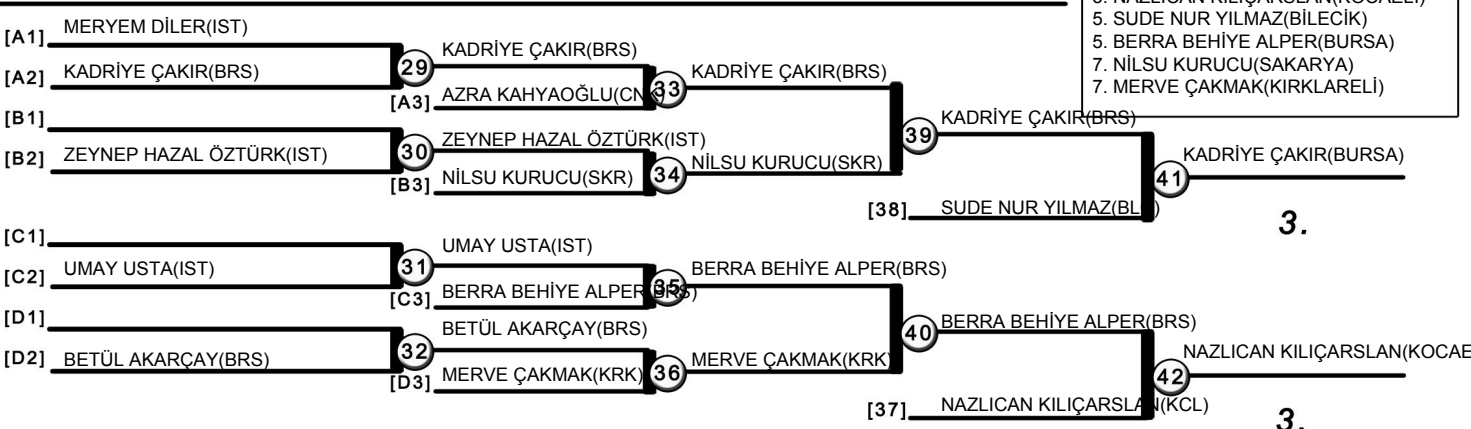 3. NAZLICAN KILIÇARSLAN(KOCAELİ)
5. SUDE NUR YILMAZ(BİLECİK)
5. BERRA BEHİYE ALPER(BURSA)
7. NİLSU KURUCU(SAKARYA)
7. MERVE ÇAKMAK(KIRKLARELİ)
[A1] MERYEM DİLER(IST)
[A2] KADRİYE ÇAKIR(BRS)
29 KADRİYE ÇAKIR(BRS)
[A3] AZRA KAHYAOĞLU(CN
33 KADRİYE ÇAKIR(BRS)
[B1]
[B2] ZEYNEP HAZAL ÖZTÜRK(IST)
30 ZEYNEP HAZAL ÖZTÜRK(IST)
[B3] NİLSU KURUCU(SKR)
34 NİLSU KURUCU(SKR)
39 KADRİYE ÇAKIR(BRS)
[38] SUDE NUR YILMAZ(BL
41 KADRİYE ÇAKIR(BURSA)
3.
[C1]
[C2] UMAY USTA(IST)
31 UMAY USTA(IST)
[C3] BERRA BEHİYE ALPER(BRS)
35 BERRA BEHİYE ALPER(BRS)
[D1]
[D2] BETÜL AKARÇAY(BRS)
32 BETÜL AKARÇAY(BRS)
[D3] MERVE ÇAKMAK(KRK)
36 MERVE ÇAKMAK(KRK)
40 BERRA BEHİYE ALPER(BRS)
[37] NAZLICAN KILIÇARSLAN(KCL)
42 NAZLICAN KILIÇARSLAN(KOCAE
3.